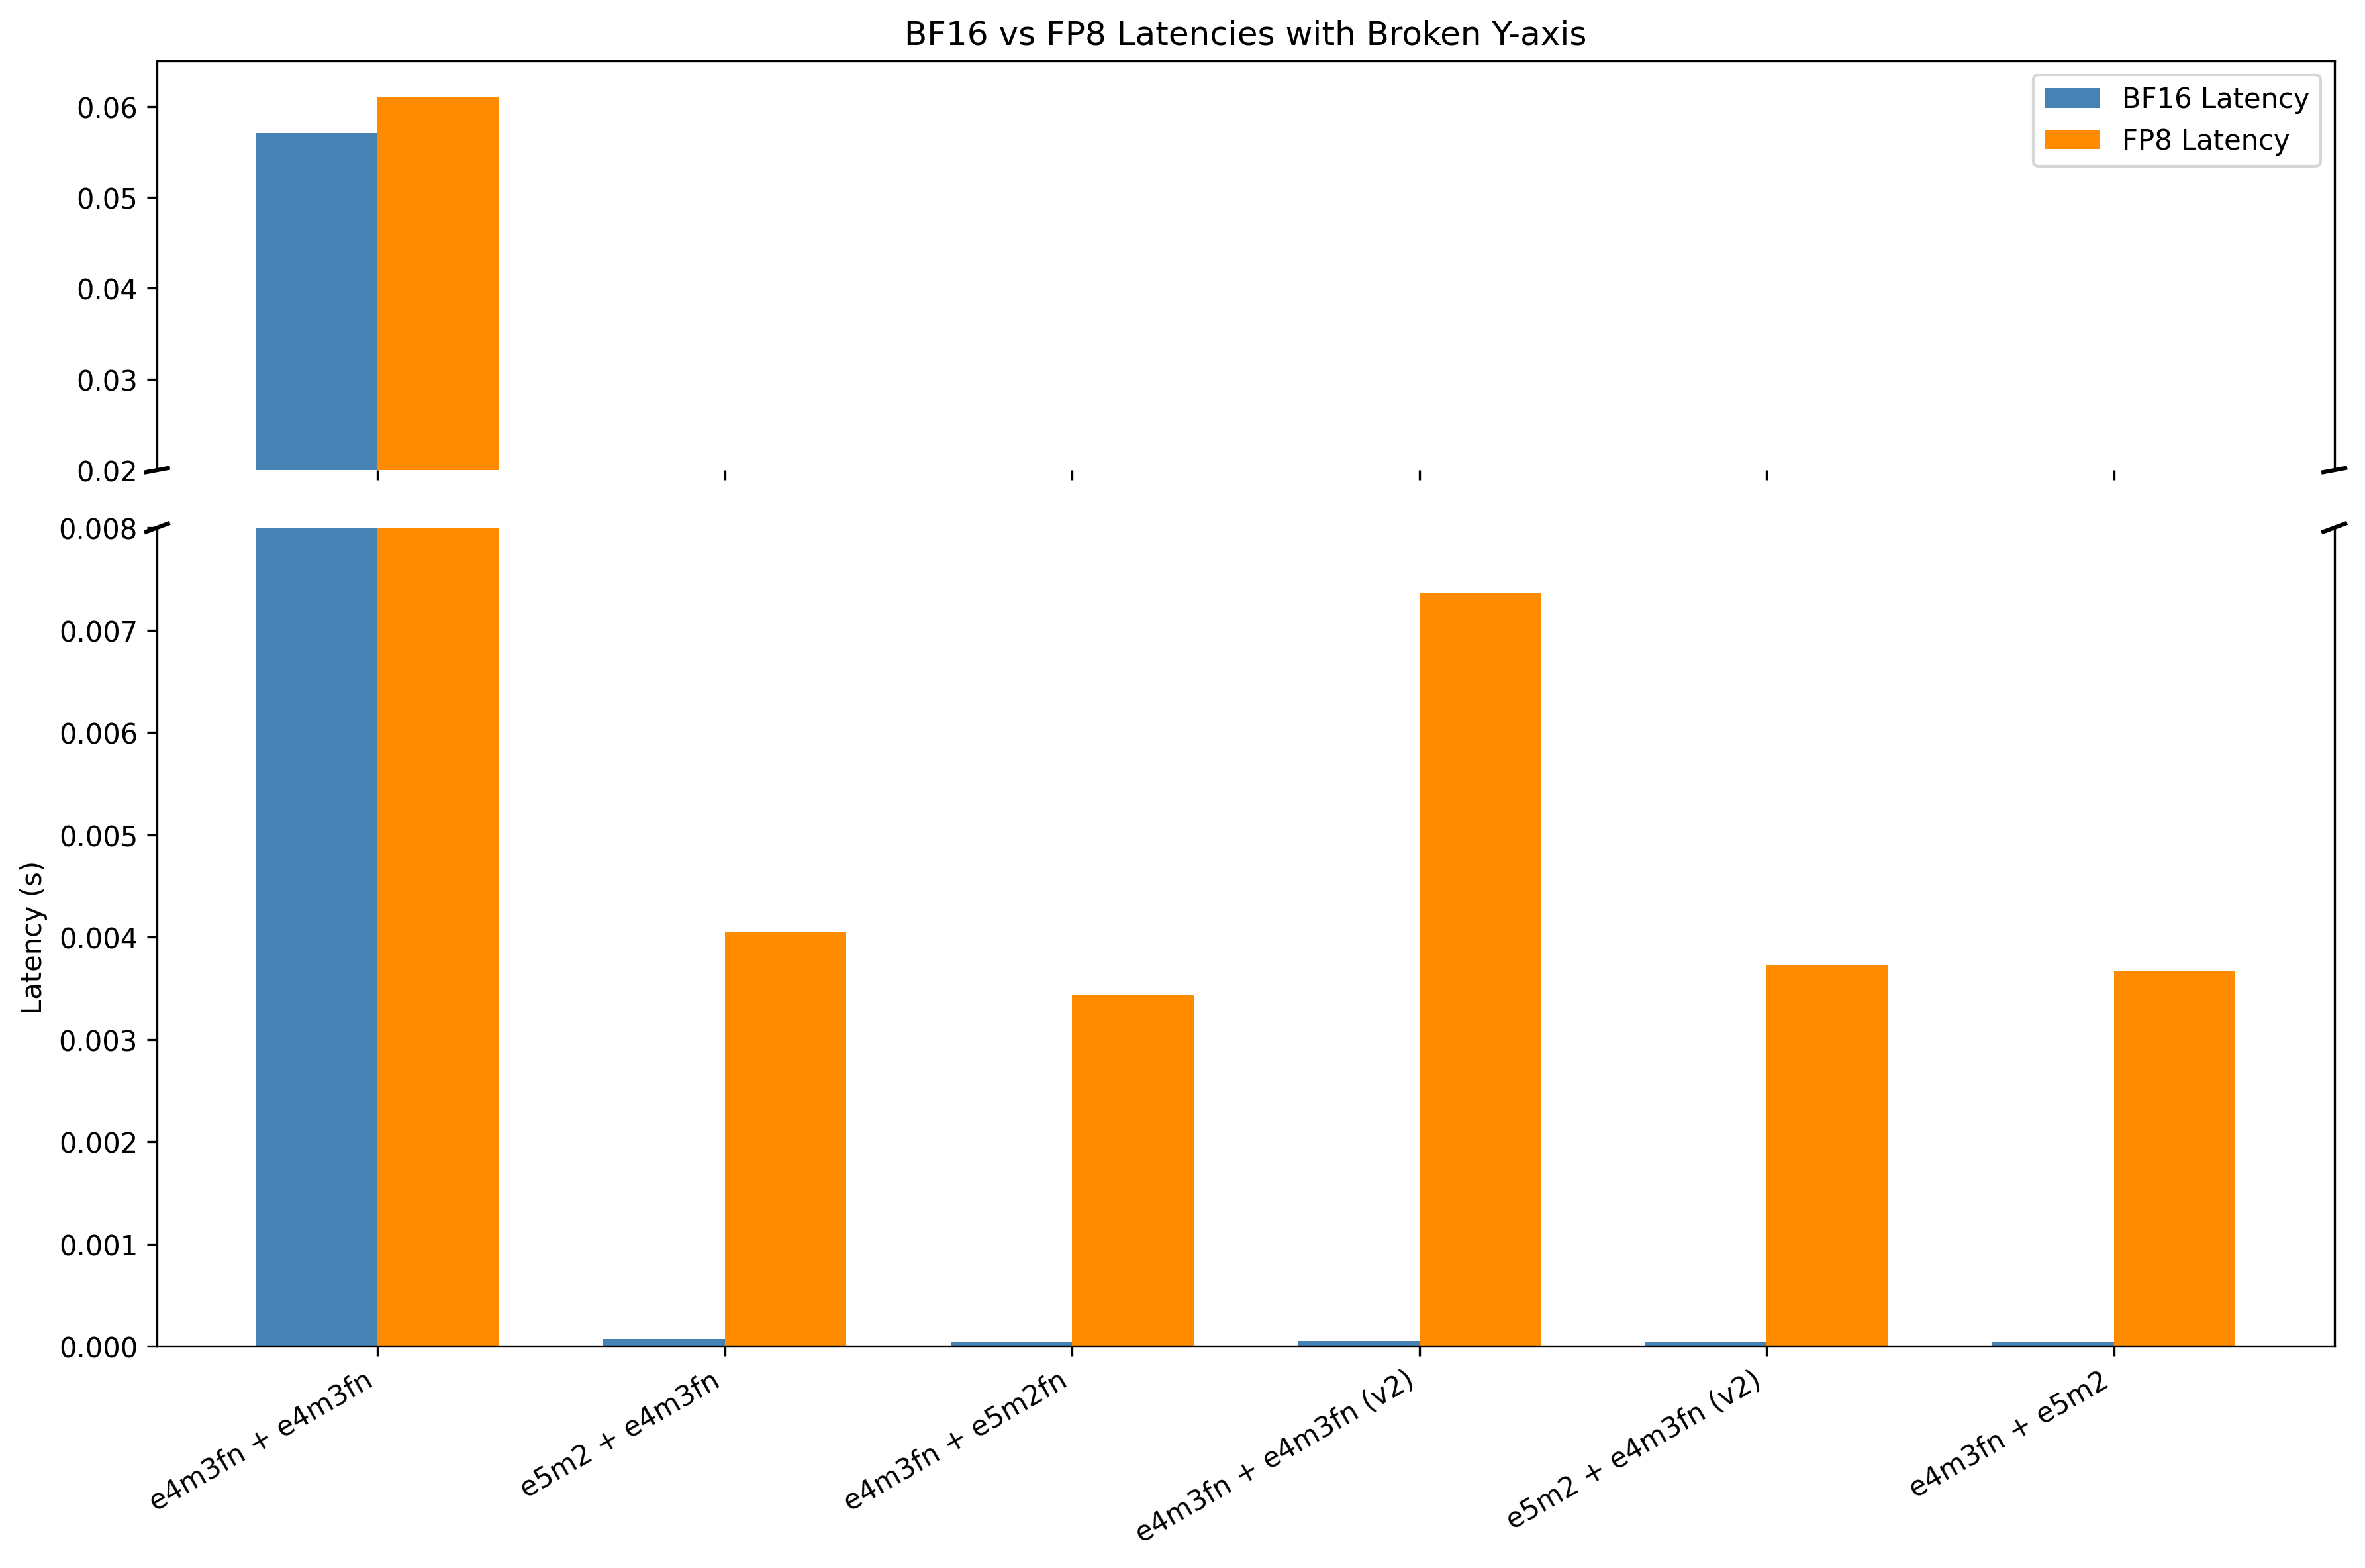 BF16 vs FP8 Latencies with Broken Y-axis
BF16 Latency
FP8 Latency
0.06
0.05
0.04
0.03
0.02
0.008
0.007
0.006
0.005
0.004
0.003
0.002
0.001
0.000
Latency (s)
e4m3fn + e4m3fn
e5m2 + e4m3fn
e4m3fn + e5m2fn
e4m3fn + e4m3fn (v2)
e5m2 + e4m3fn (v2)
e4m3fn + e5m2